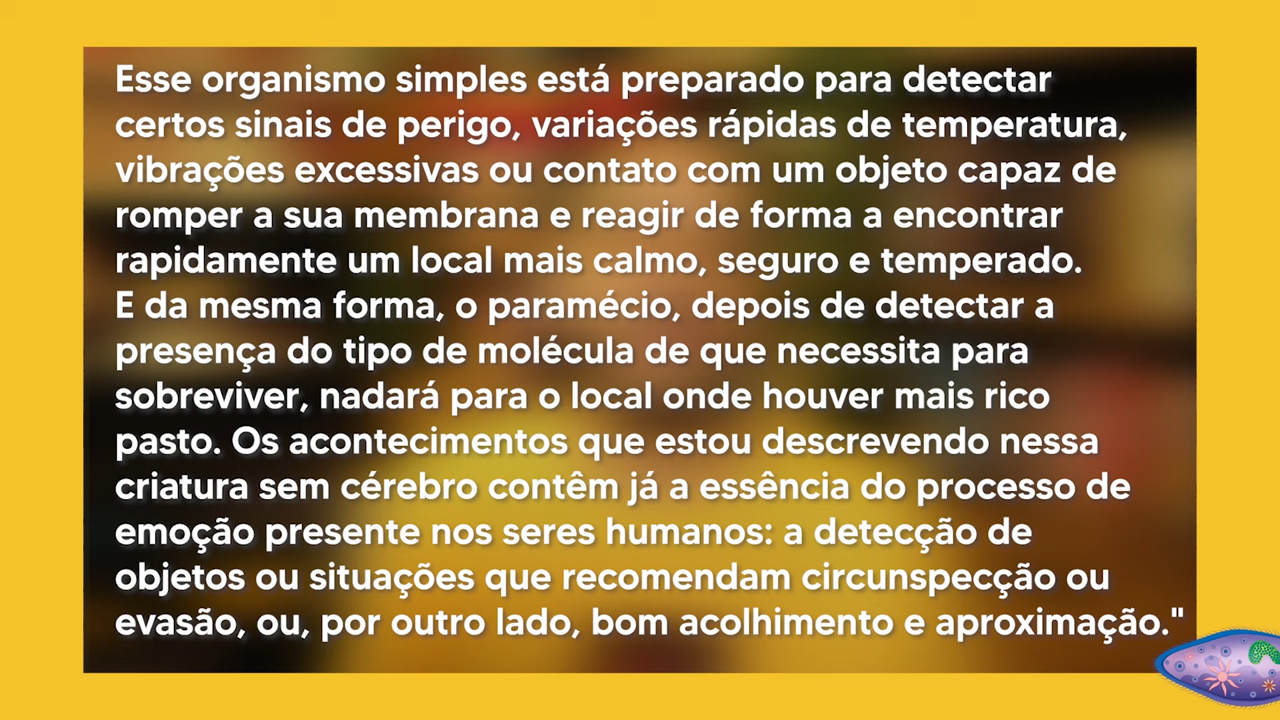 Esse organismo simples está preparado para detectar
certos sinais de perigo, variações rápidas de temperatura,
vibrações excessivas ou contato com um objeto capaz de
romper a sua membrana e reagir de forma a encontrar
rapidamente um local mais calmo, seguro e temperado.
E da mesma forma, o paramécio, depois de detectar a
presença do tipo de molécula de que necessita para
sobreviver, nadará para o local onde houver mais rico
pasto. Os acontecimentos que estou descrevendo nessa
criatura sem cérebro contêm já a essência do processo de
emoção presente nos seres humanos: a detecção de
objetos ou situações que recomendam circunspecção ou
evasão, ou, por outro lado, bom acolhimento e aproximação."